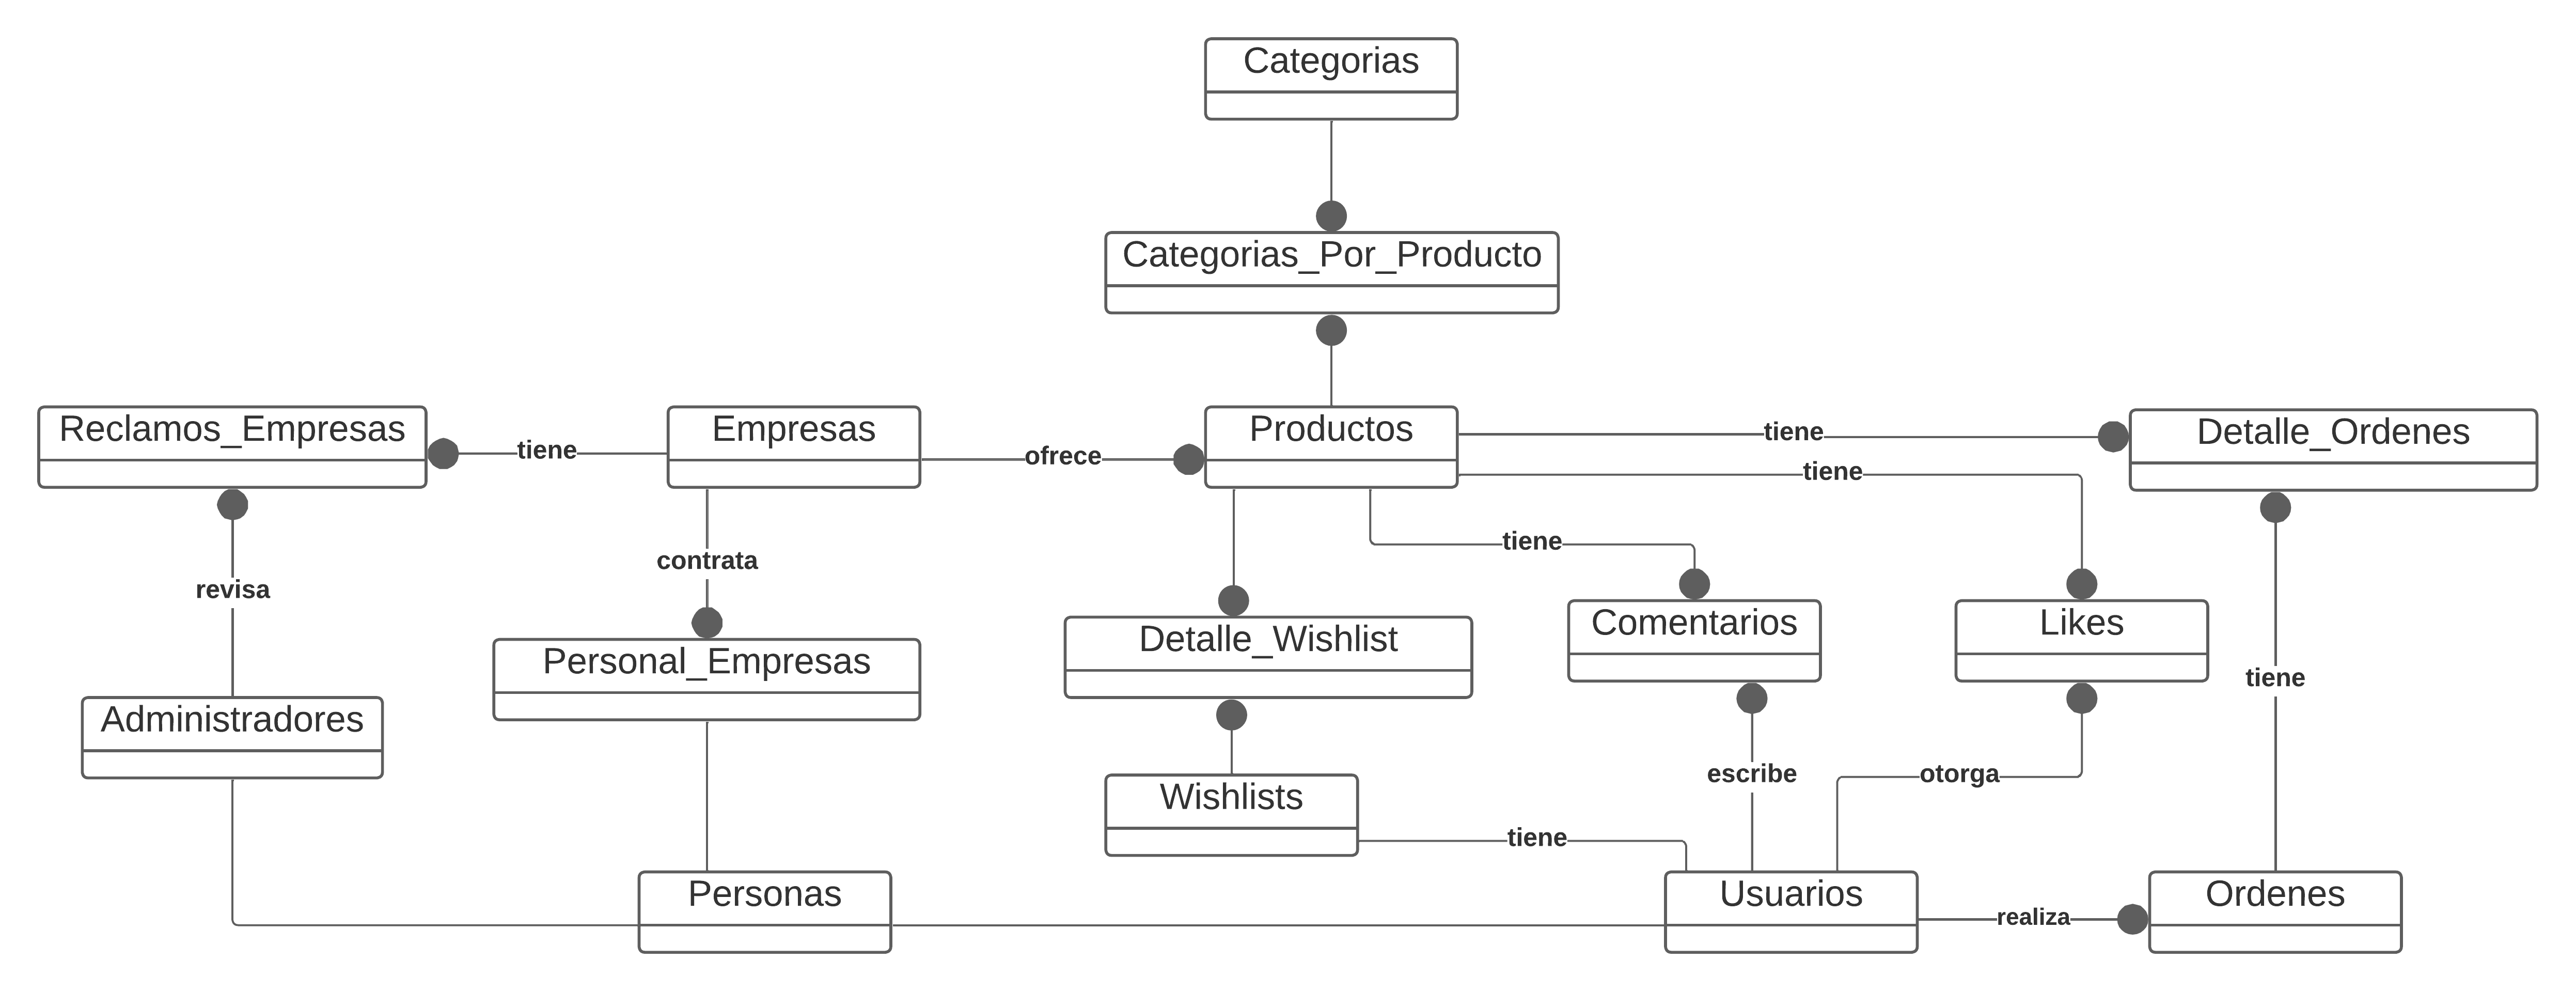 Categorias
Categorias_Por_Producto
Reclamos_Empresas
tiene
Empresas
ofrece
Productos
tiene
Detalle_Ordenes
tiene
tiene
contrata
revisa
Comentarios
Likes
Detalle_Wishlist
Personal_Empresas
tiene
Administradores
escribe
otorga
Wishlists
tiene
Personas
Usuarios
realiza
Ordenes